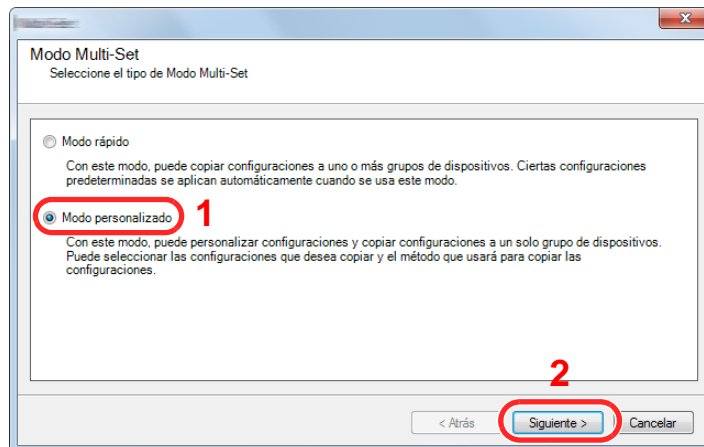 Modo Multi-Set
Seleccione el tipo de Modo Multi-Set
Modo rápido
Con este modo, puede copiar configuraciones a uno o más grupos de dispositivos. Ciertas configuraciones
predeterminadas se aplican automáticamente cuando se usa este modo.
Modo personalizado
1
Con este modo, puede personalizar configuraciones y copiar configuraciones a un solo grupo de dispositivos.
Puede seleccionar las configuraciones que desea copiar y el método que usará para copiar las
configuraciones.
2
< Atrás
Siguiente >
Cancelar